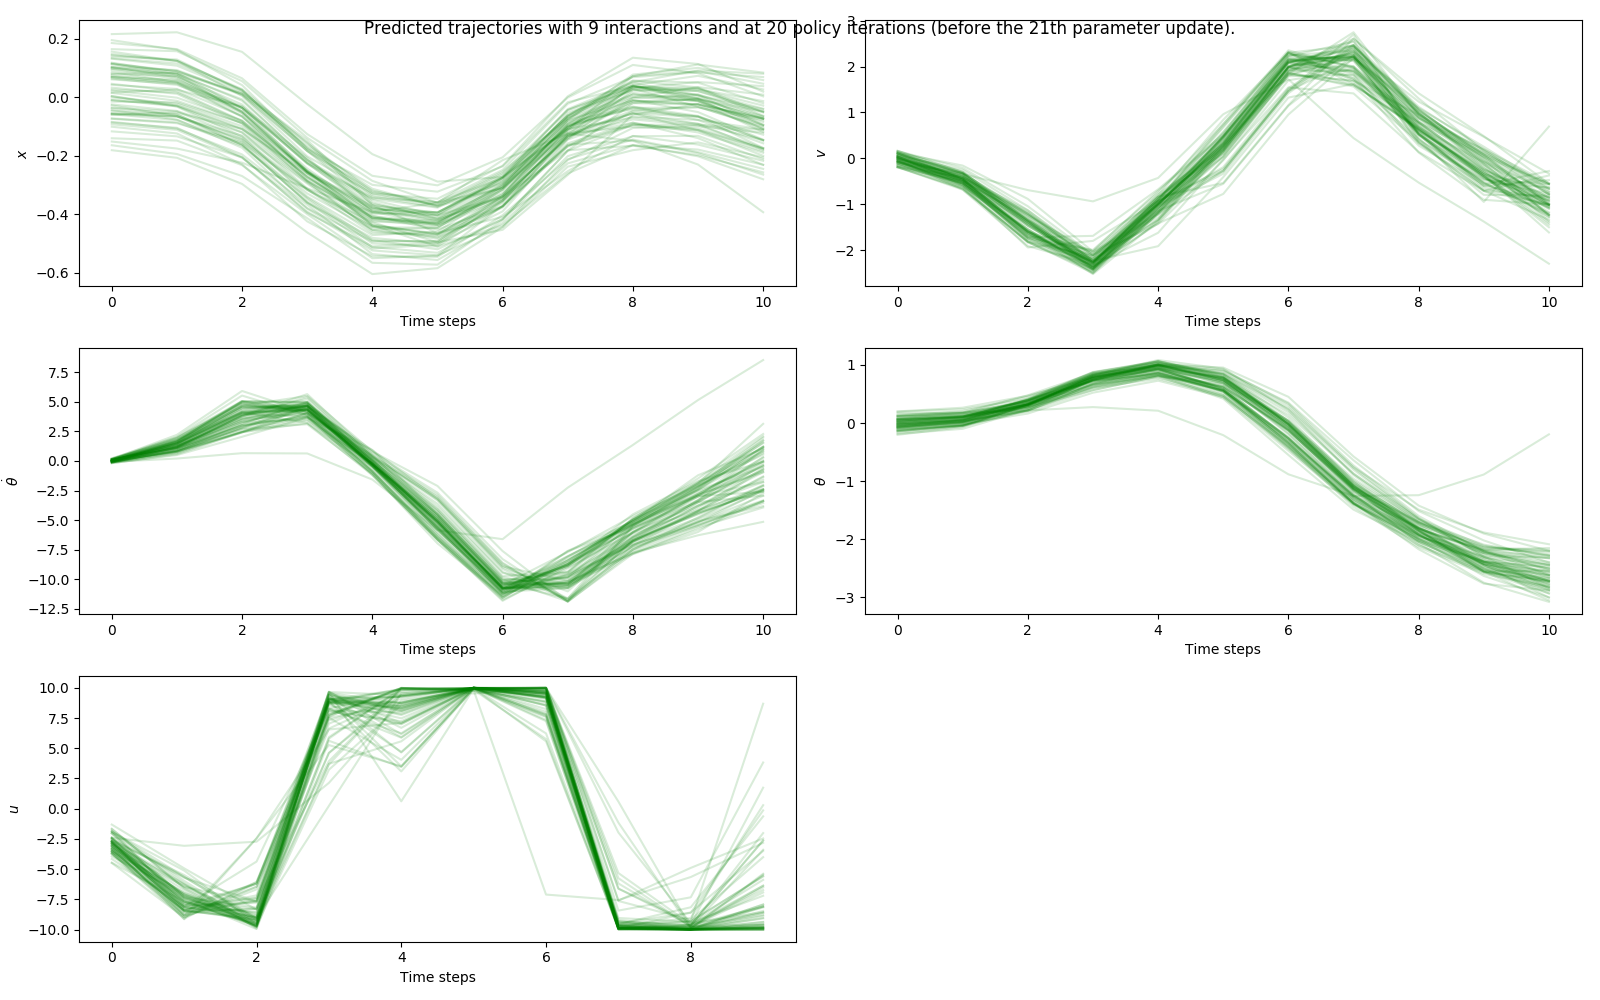 Predicted trajectories with 9 interactions and at 20 policy iterations (before the 21th parameter update).
0.2
0.0
−0.2
−0.4
−0.6
x
0 2 4 6 8 10
Time steps
3
2
1
0
−1
−2
v
0 2 4 6 8 10
Time steps
7.5
5.0
2.5
0.0
−2.5
−5.0
−7.5
−10.0
−12.5
θ̇
0 2 4 6 8 10
Time steps
1
0
−1
−2
−3
θ
0 2 4 6 8 10
Time steps
10.0
7.5
5.0
2.5
0.0
−2.5
−5.0
−7.5
−10.0
u
0 2 4 6 8
Time steps